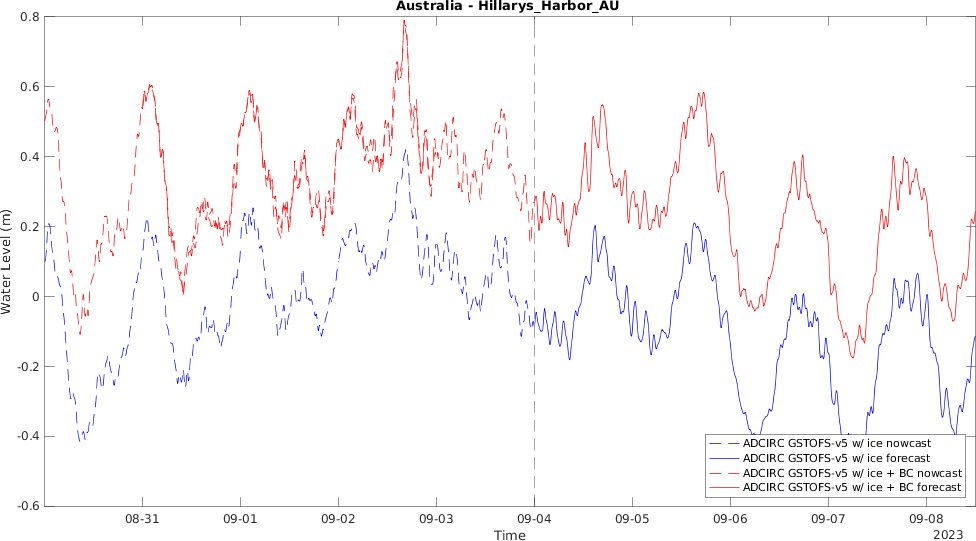 Australia - Hillarys_Harbor_AU
0.8
0.6
0.4
0.2
0
-0.2
-0.4
-0.6
Water Level (m)
ADCIRC GSTOFS-v5 w/ ice nowcast
ADCIRC GSTOFS-v5 w/ ice forecast
ADCIRC GSTOFS-v5 w/ ice + BC nowcast
ADCIRC GSTOFS-v5 w/ ice + BC forecast
08-31 09-01 09-02 09-03 09-04 09-05 09-06 09-07 09-08
Time
2023